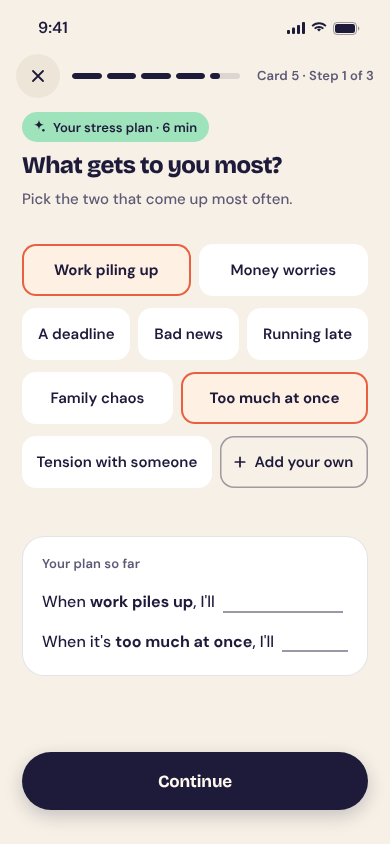 9:41
Card 5 · Step 1 of 3
Your stress plan · 6 min
What gets to you most?
Pick the two that come up most often.
Work piling up
Money worries
A deadline
Bad news
Running late
Family chaos
Too much at once
Tension with someone
+ Add your own
Your plan so far
When work piles up, I'll
When it's too much at once, I'll
Continue